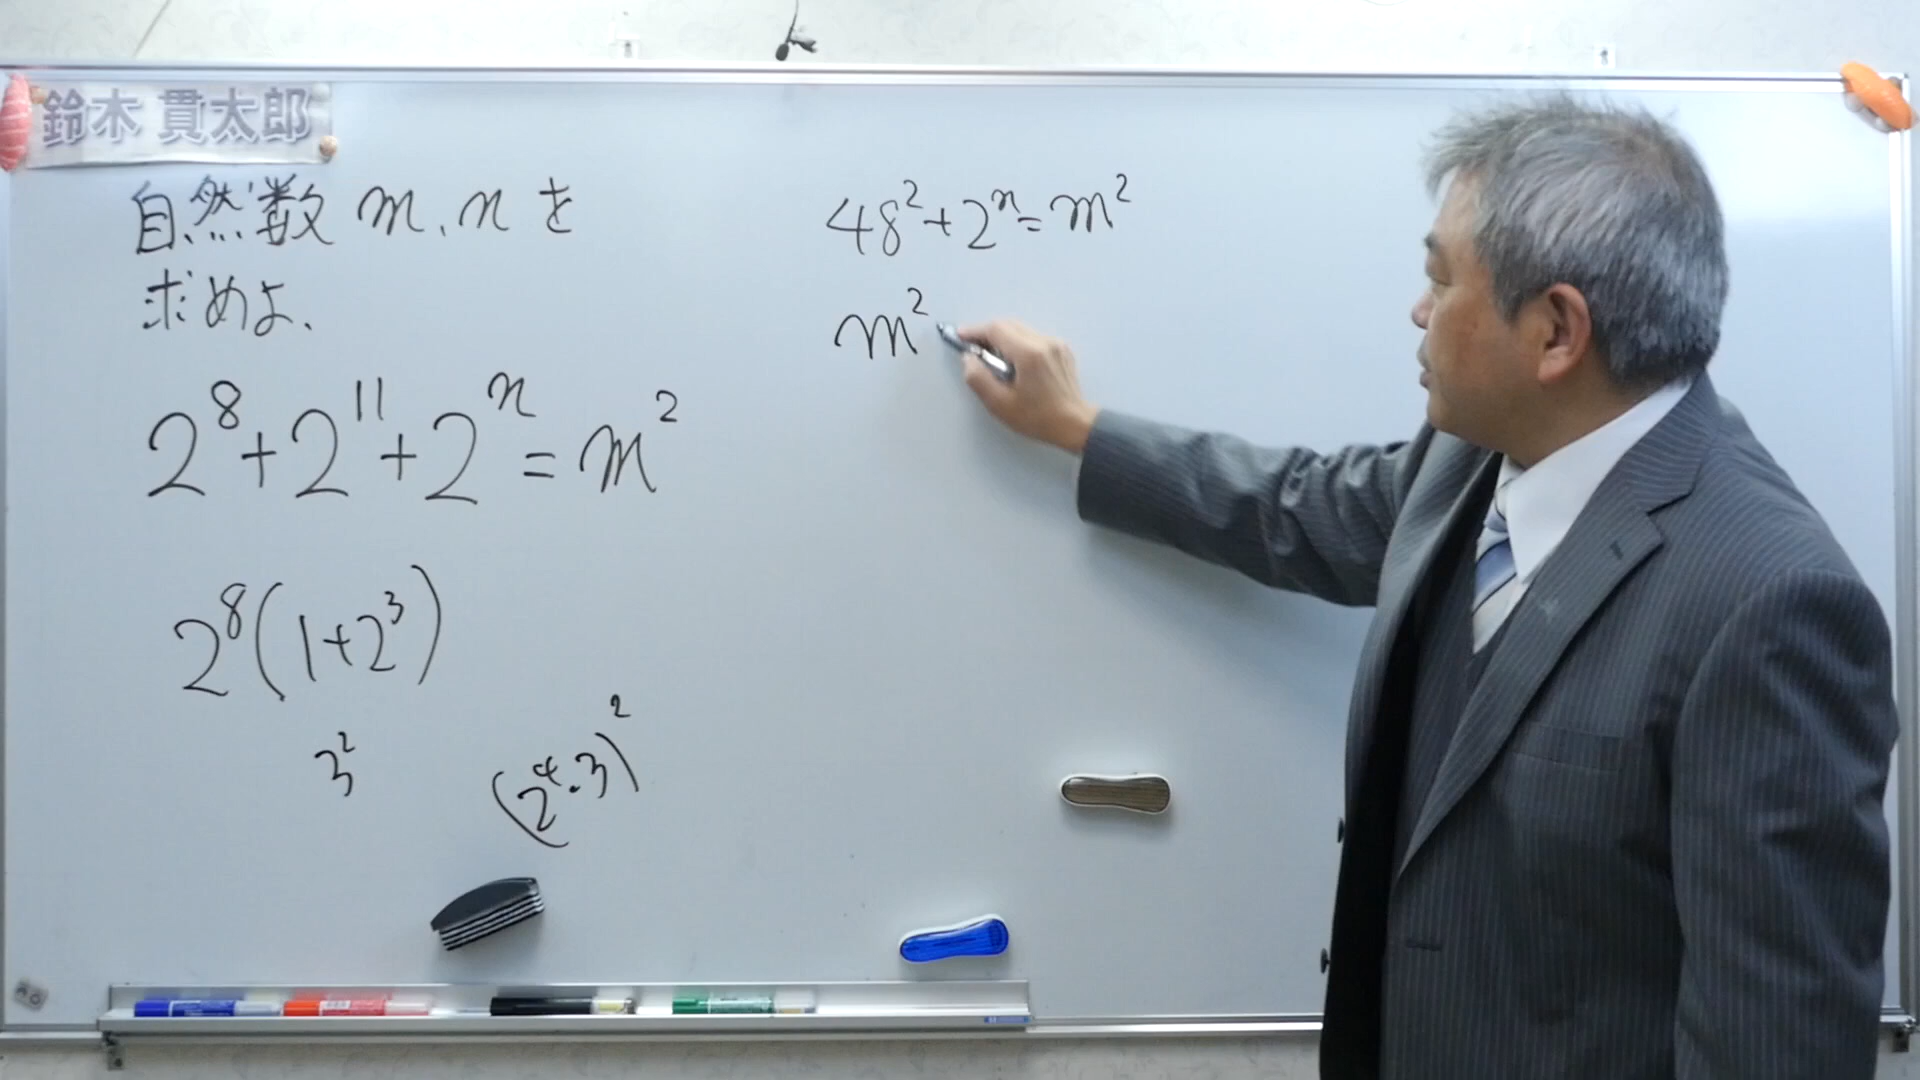 鈴木 貫太郎
自然数 m, n を
求めよ.
2^8+2^11+2^n=m^2
2^8(1+2^3)
3^2
(2^4・3)^2
48^2+2^n=m^2
m^2